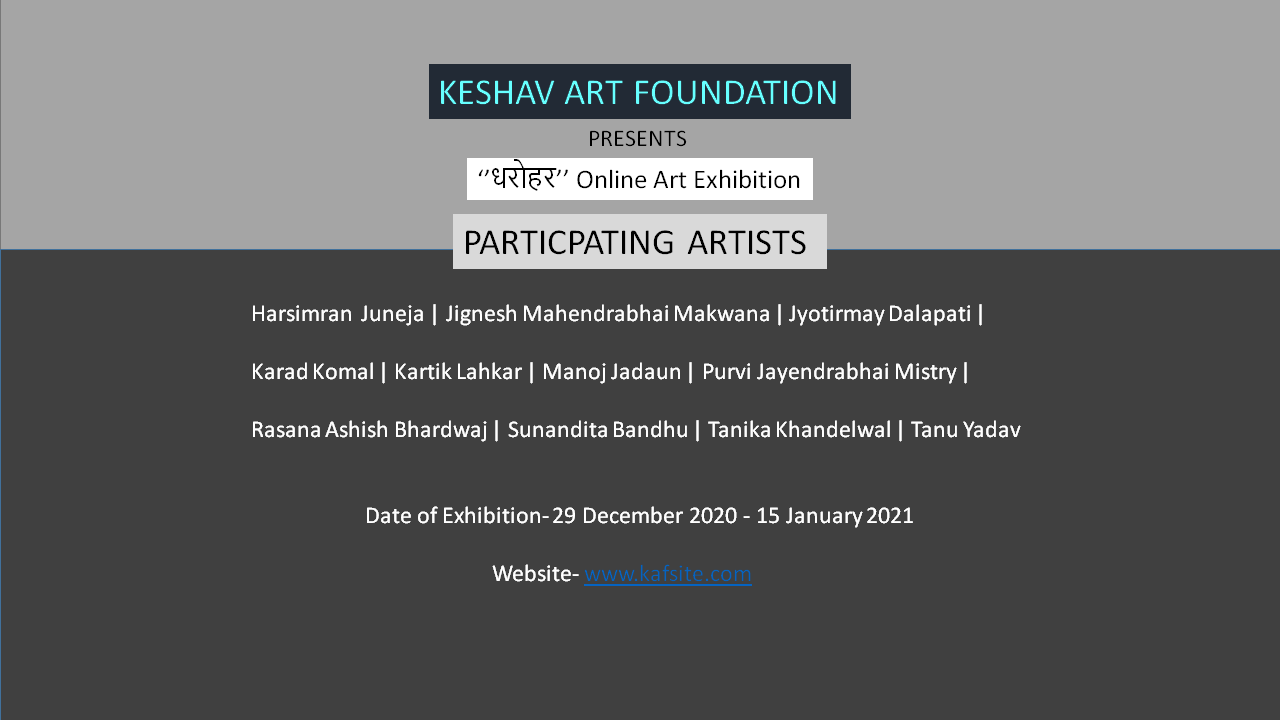 KESHAV ART FOUNDATION
PRESENTS
‘’धरोहर’’ Online Art Exhibition
PARTICPATING ARTISTS
Harsimran Juneja | Jignesh Mahendrabhai Makwana | Jyotirmay Dalapati |
Karad Komal | Kartik Lahkar | Manoj Jadaun | Purvi Jayendrabhai Mistry |
Rasana Ashish Bhardwaj | Sunandita Bandhu | Tanika Khandelwal | Tanu Yadav
Date of Exhibition- 29 December 2020 - 15 January 2021
Website- www.kafsite.com